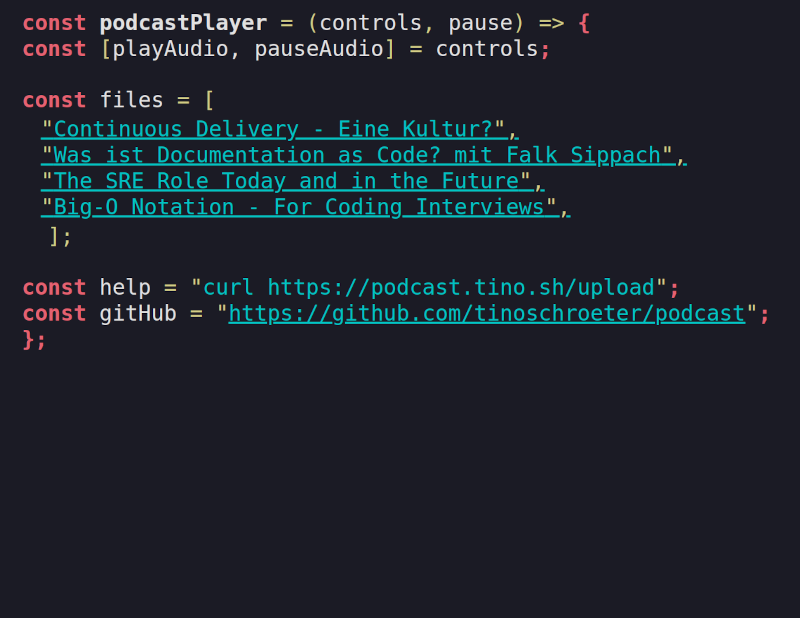 const podcastPlayer = (controls, pause) => {
const [playAudio, pauseAudio] = controls;
const files = [
"Continuous Delivery - Eine Kultur?",
"Was ist Documentation as Code? mit Falk Sippach",
"The SRE Role Today and in the Future",
"Big-O Notation - For Coding Interviews",
];
const help = "curl https://podcast.tino.sh/upload";
const gitHub = "https://github.com/tinoschroeter/podcast";
};